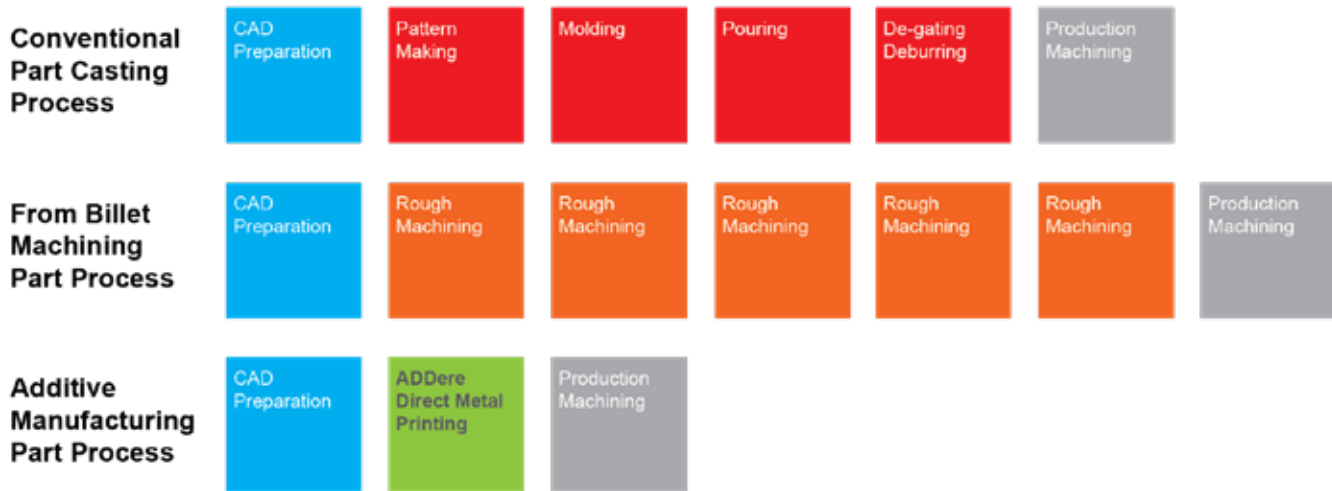 Conventional
Part Casting
Process
CAD
Preparation
Pattern
Making
Molding
Pouring
De-gating
Deburring
Production
Machining
From Billet
Machining
Part Process
CAD
Preparation
Rough
Machining
Rough
Machining
Rough
Machining
Rough
Machining
Rough
Machining
Production
Machining
Additive
Manufacturing
Part Process
CAD
Preparation
ADDere
Direct Metal
Printing
Production
Machining